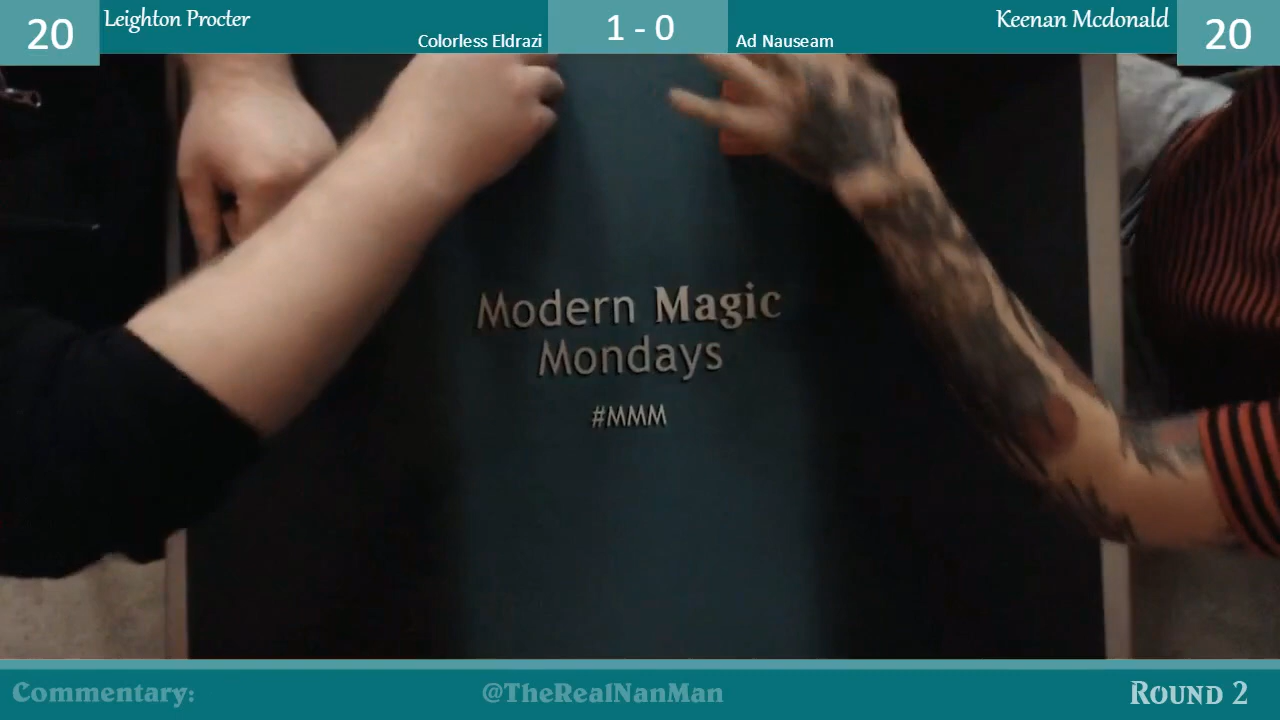 20
Leighton Procter
Colorless Eldrazi
1 - 0
Ad Nauseam
Keenan Mcdonald
20
Modern Magic
Mondays
#MMM
Commentary:
@TheRealNanMan
Round 2